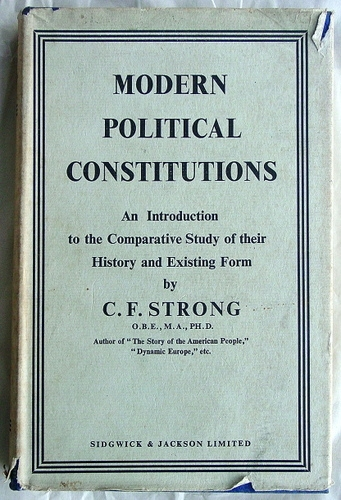 MODERN
POLITICAL
CONSTITUTIONS
An Introduction
to the Comparative Study of their
History and Existing Form
by
C. F. STRONG
O.B.E., M.A., PH.D.
Author of "The Story of the American People,"
"Dynamic Europe," etc.
SIDGWICK & JACKSON LIMITED